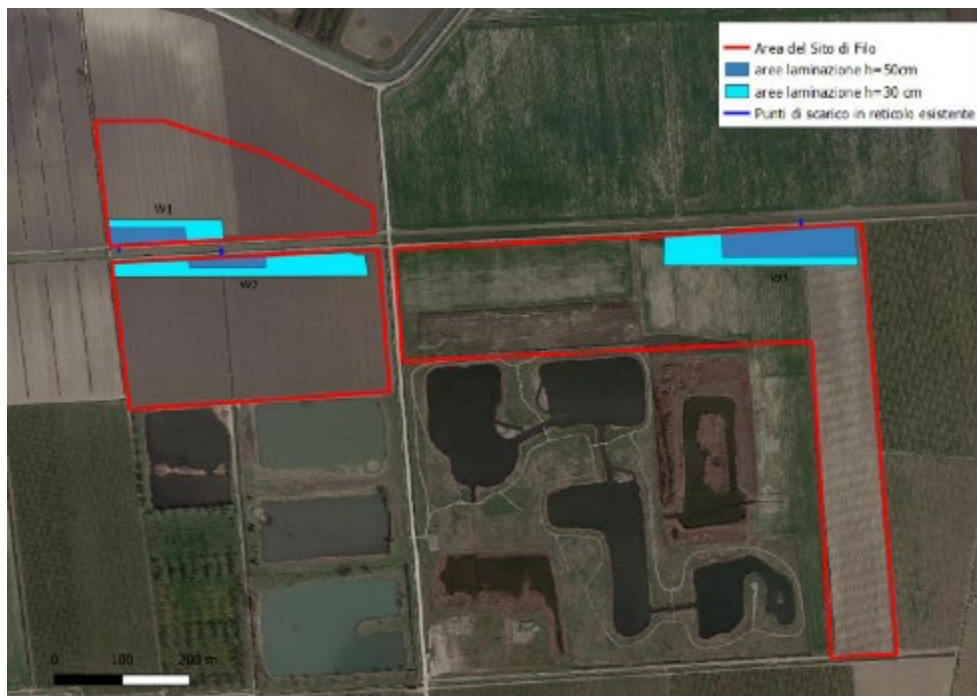 Area del Sito di Filo
aree laminazione h=50cm
aree laminazione h=30 cm
Punti di scarico in reticolo esistente
W1
W2
W3
0 100 200 m